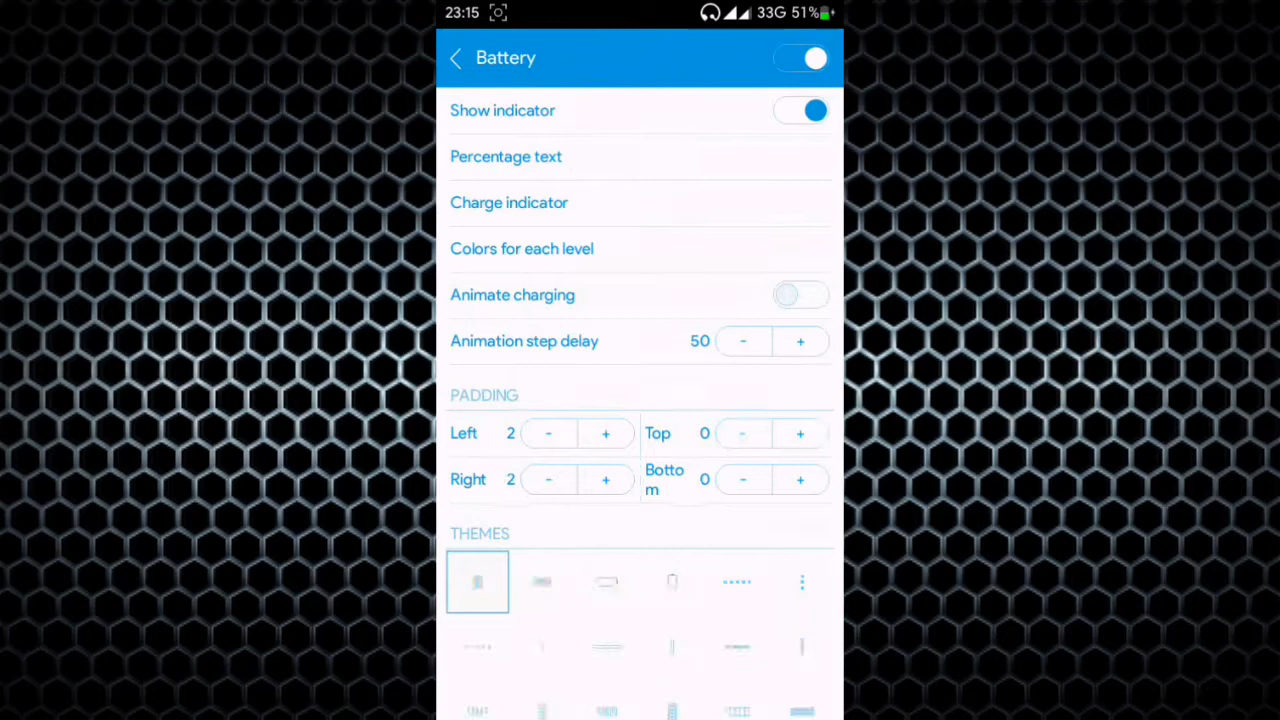 23:15 33G 51%
Battery
Show indicator
Percentage text
Charge indicator
Colors for each level
Animate charging
Animation step delay 50 - +
PADDING
Left 2 - + Top 0 - +
Right 2 - + Botto
m 0 - +
THEMES